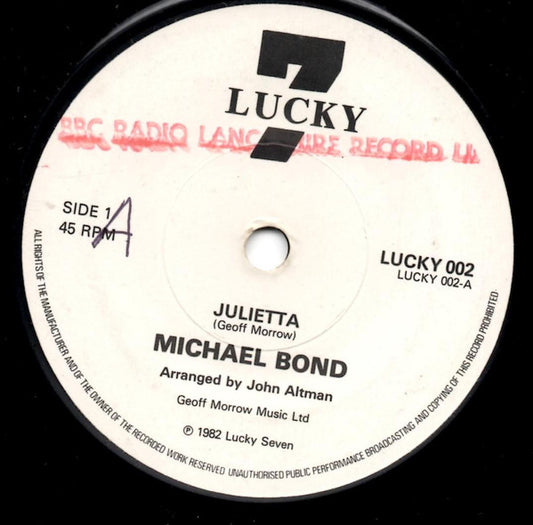 7
LUCKY
BBC RADIO LANCASHIRE RECORD LI
SIDE 1
45 RPM
A
LUCKY 002
LUCKY 002-A
JULIETTA
(Geoff Morrow)
MICHAEL BOND
Arranged by John Altman
Geoff Morrow Music Ltd
℗ 1982 Lucky Seven
ALL RIGHTS OF THE MANUFACTURER AND OF THE OWNER OF THE RECORDED WORK RESERVED UNAUTHORISED PUBLIC PERFORMANCE BROADCASTING AND COPYING OF THIS RECORD PROHIBITED